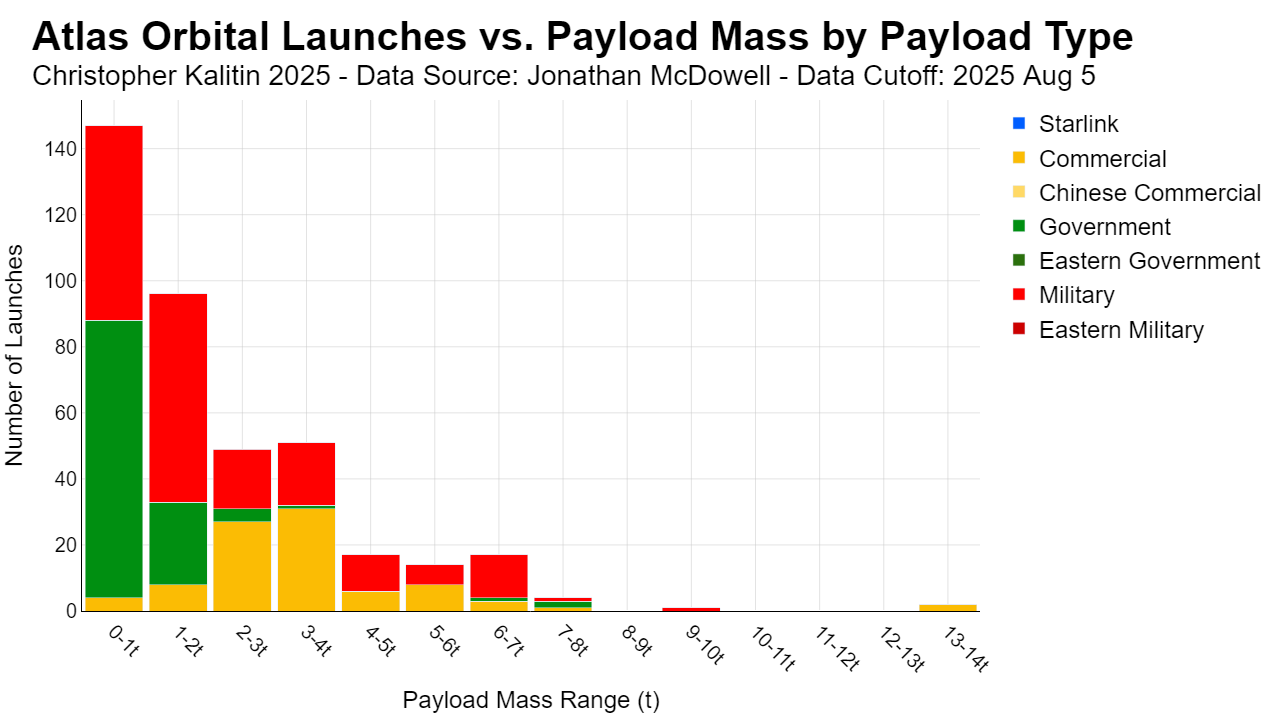 Atlas Orbital Launches vs. Payload Mass by Payload Type
Christopher Kalitin 2025 - Data Source: Jonathan McDowell - Data Cutoff: 2025 Aug 5
Number of Launches
140
120
100
80
60
40
20
0
0-1t
1-2t
2-3t
3-4t
4-5t
5-6t
6-7t
7-8t
8-9t
9-10t
10-11t
11-12t
12-13t
13-14t
Payload Mass Range (t)
Starlink
Commercial
Chinese Commercial
Government
Eastern Government
Military
Eastern Military